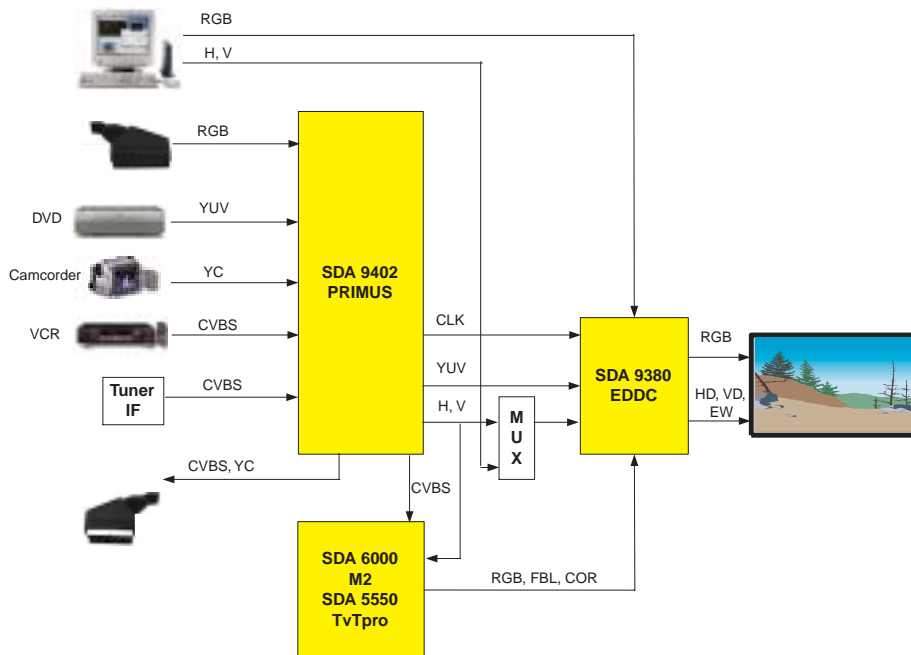 RGB
H, V
RGB
DVD
YUV
Camcorder
YC
SDA 9402
PRIMUS
VCR
CVBS
CLK
Tuner
IF
CVBS
YUV
H, V
M
U
X
SDA 9380
EDDC
RGB
HD, VD,
EW
CVBS, YC
CVBS
SDA 6000
M2
SDA 5550
TvTpro
RGB, FBL, COR